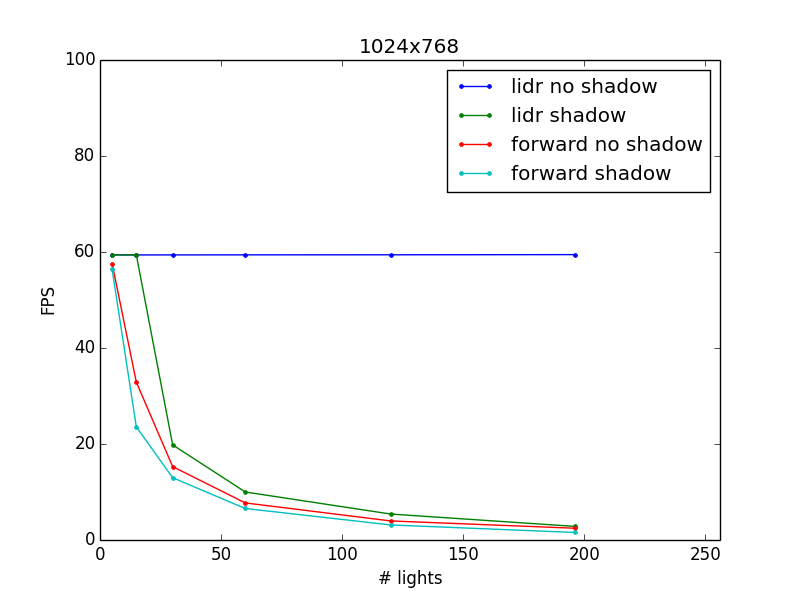 1024x768
100
80
60
40
20
0
FPS
lidr no shadow
lidr shadow
forward no shadow
forward shadow
0 50 100 150 200 250
# lights